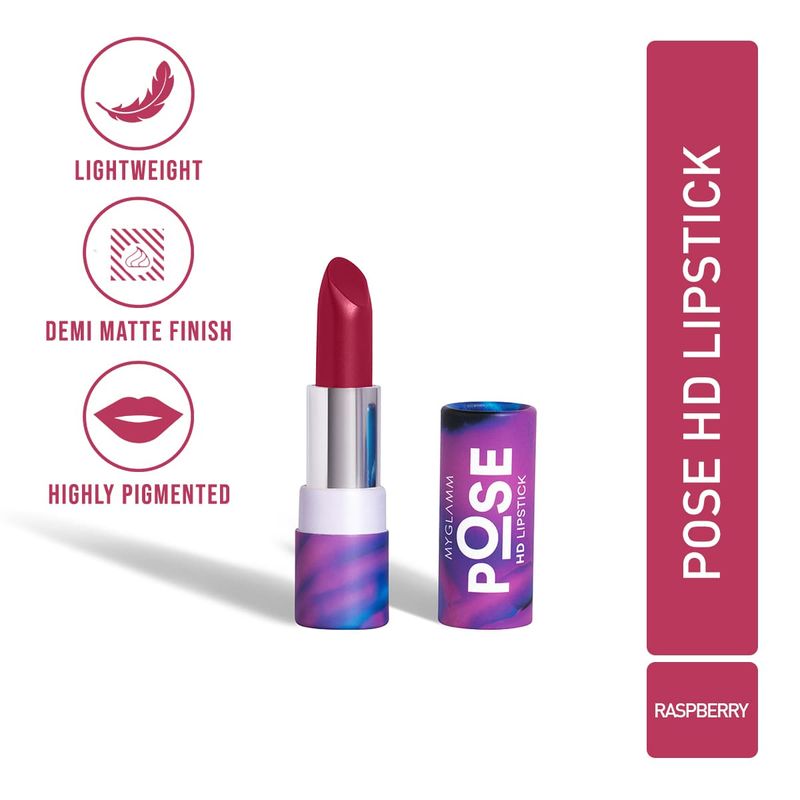 LIGHTWEIGHT
DEMI MATTE FINISH
HIGHLY PIGMENTED
MYGLAMM
POSE
HD LIPSTICK
POSE HD LIPSTICK
RASPBERRY